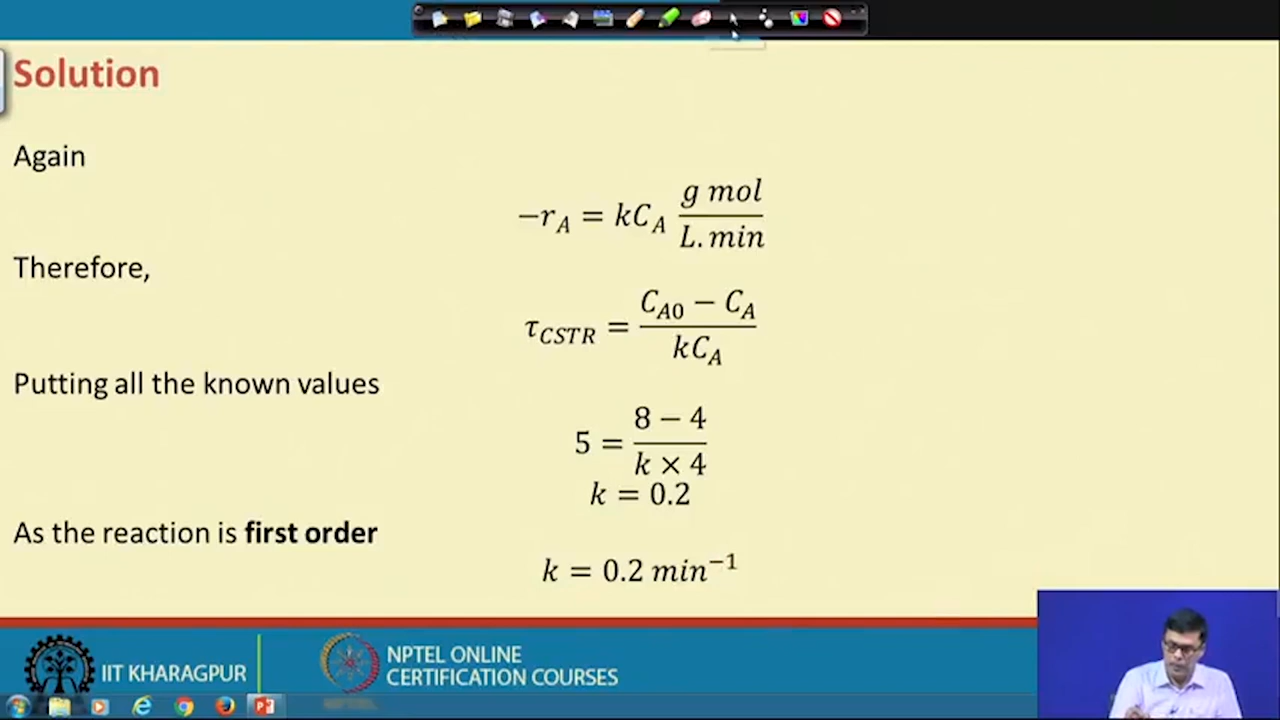 Solution
Again
−r_A = kC_A g mol / L. min
Therefore,
τ_CSTR = C_A0 − C_A / kC_A
Putting all the known values
5 = 8 − 4 / k × 4
k = 0.2
As the reaction is first order
k = 0.2 min⁻¹
IIT KHARAGPUR
NPTEL ONLINE
CERTIFICATION COURSES